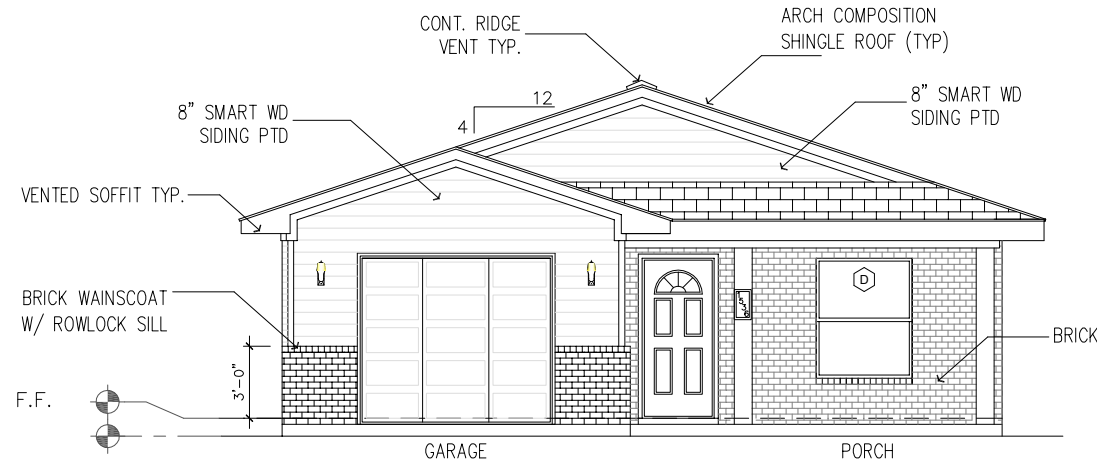 CONT. RIDGE
VENT TYP.
ARCH COMPOSITION
SHINGLE ROOF (TYP)
8" SMART WD
SIDING PTD
12
4
8" SMART WD
SIDING PTD
VENTED SOFFIT TYP.
D
BRICK WAINSCOAT
W/ ROWLOCK SILL
BRICK
3'-0"
F.F.
GARAGE
PORCH